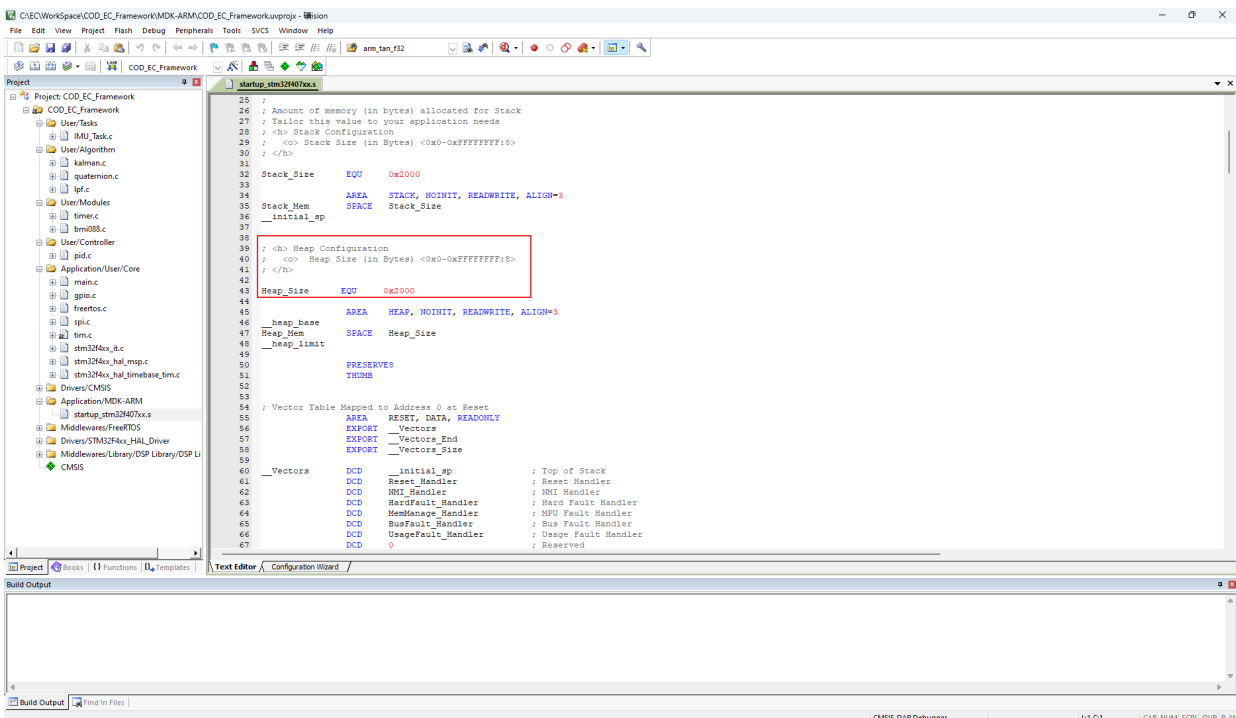 C:\EC\WorkSpace\COD_EC_Framework\MDK-ARM\COD_EC_Framework.uvprojx - 礦ision
File Edit View Project Flash Debug Peripherals Tools SVCS Window Help
arm_tan_f32
COD_EC_Framework
Project
Project: COD_EC_Framework
COD_EC_Framework
User/Tasks
IMU_Task.c
User/Algorithm
kalman.c
quaternion.c
lpf.c
User/Modules
timer.c
bmi088.c
User/Controller
pid.c
Application/User/Core
main.c
gpio.c
freertos.c
spi.c
tim.c
stm32f4xx_it.c
stm32f4xx_hal_msp.c
stm32f4xx_hal_timebase_tim.c
Drivers/CMSIS
Application/MDK-ARM
startup_stm32f407xx.s
Middlewares/FreeRTOS
Drivers/STM32F4xx_HAL_Driver
Middlewares/Library/DSP Library/DSP Li
CMSIS
Project Books {} Functions Templates
startup_stm32f407xx.s
25 ;
26 ; Amount of memory (in bytes) allocated for Stack
27 ; Tailor this value to your application needs
28 ; <h> Stack Configuration
29 ;   <o> Stack Size (in Bytes) <0x0-0xFFFFFFFF:8>
30 ; </h>
31
32 Stack_Size EQU 0x2000
33
34 AREA STACK, NOINIT, READWRITE, ALIGN=3
35 Stack_Mem SPACE Stack_Size
36 __initial_sp
37
38
39 ; <h> Heap Configuration
40 ;   <o>  Heap Size (in Bytes) <0x0-0xFFFFFFFF:8>
41 ; </h>
42
43 Heap_Size EQU 0x2000
44
45 AREA HEAP, NOINIT, READWRITE, ALIGN=3
46 __heap_base
47 Heap_Mem SPACE Heap_Size
48 __heap_limit
49
50 PRESERVE8
51 THUMB
52
53
54 ; Vector Table Mapped to Address 0 at Reset
55 AREA RESET, DATA, READONLY
56 EXPORT __Vectors
57 EXPORT __Vectors_End
58 EXPORT __Vectors_Size
59
60 __Vectors DCD __initial_sp ; Top of Stack
61 DCD Reset_Handler ; Reset Handler
62 DCD NMI_Handler ; NMI Handler
63 DCD HardFault_Handler ; Hard Fault Handler
64 DCD MemManage_Handler ; MPU Fault Handler
65 DCD BusFault_Handler ; Bus Fault Handler
66 DCD UsageFault_Handler ; Usage Fault Handler
67 DCD 0 ; Reserved
Text Editor Configuration Wizard
Build Output
Build Output Find In Files
CMSIS-DAP Debugger L:1 C:1 CAP NUM SCRL OVR R